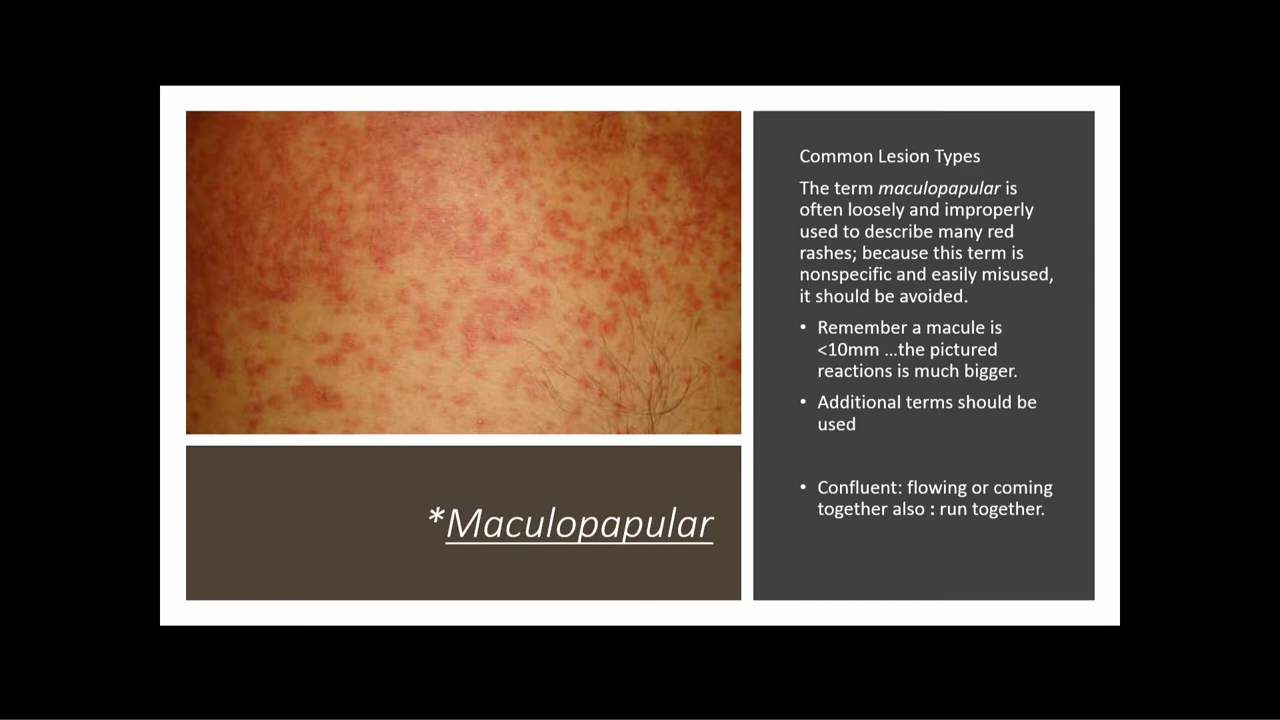 *Maculopapular
Common Lesion Types
The term maculopapular is
often loosely and improperly
used to describe many red
rashes; because this term is
nonspecific and easily misused,
it should be avoided.
• Remember a macule is
<10mm …the pictured
reactions is much bigger.
• Additional terms should be
used
• Confluent: flowing or coming
together also : run together.